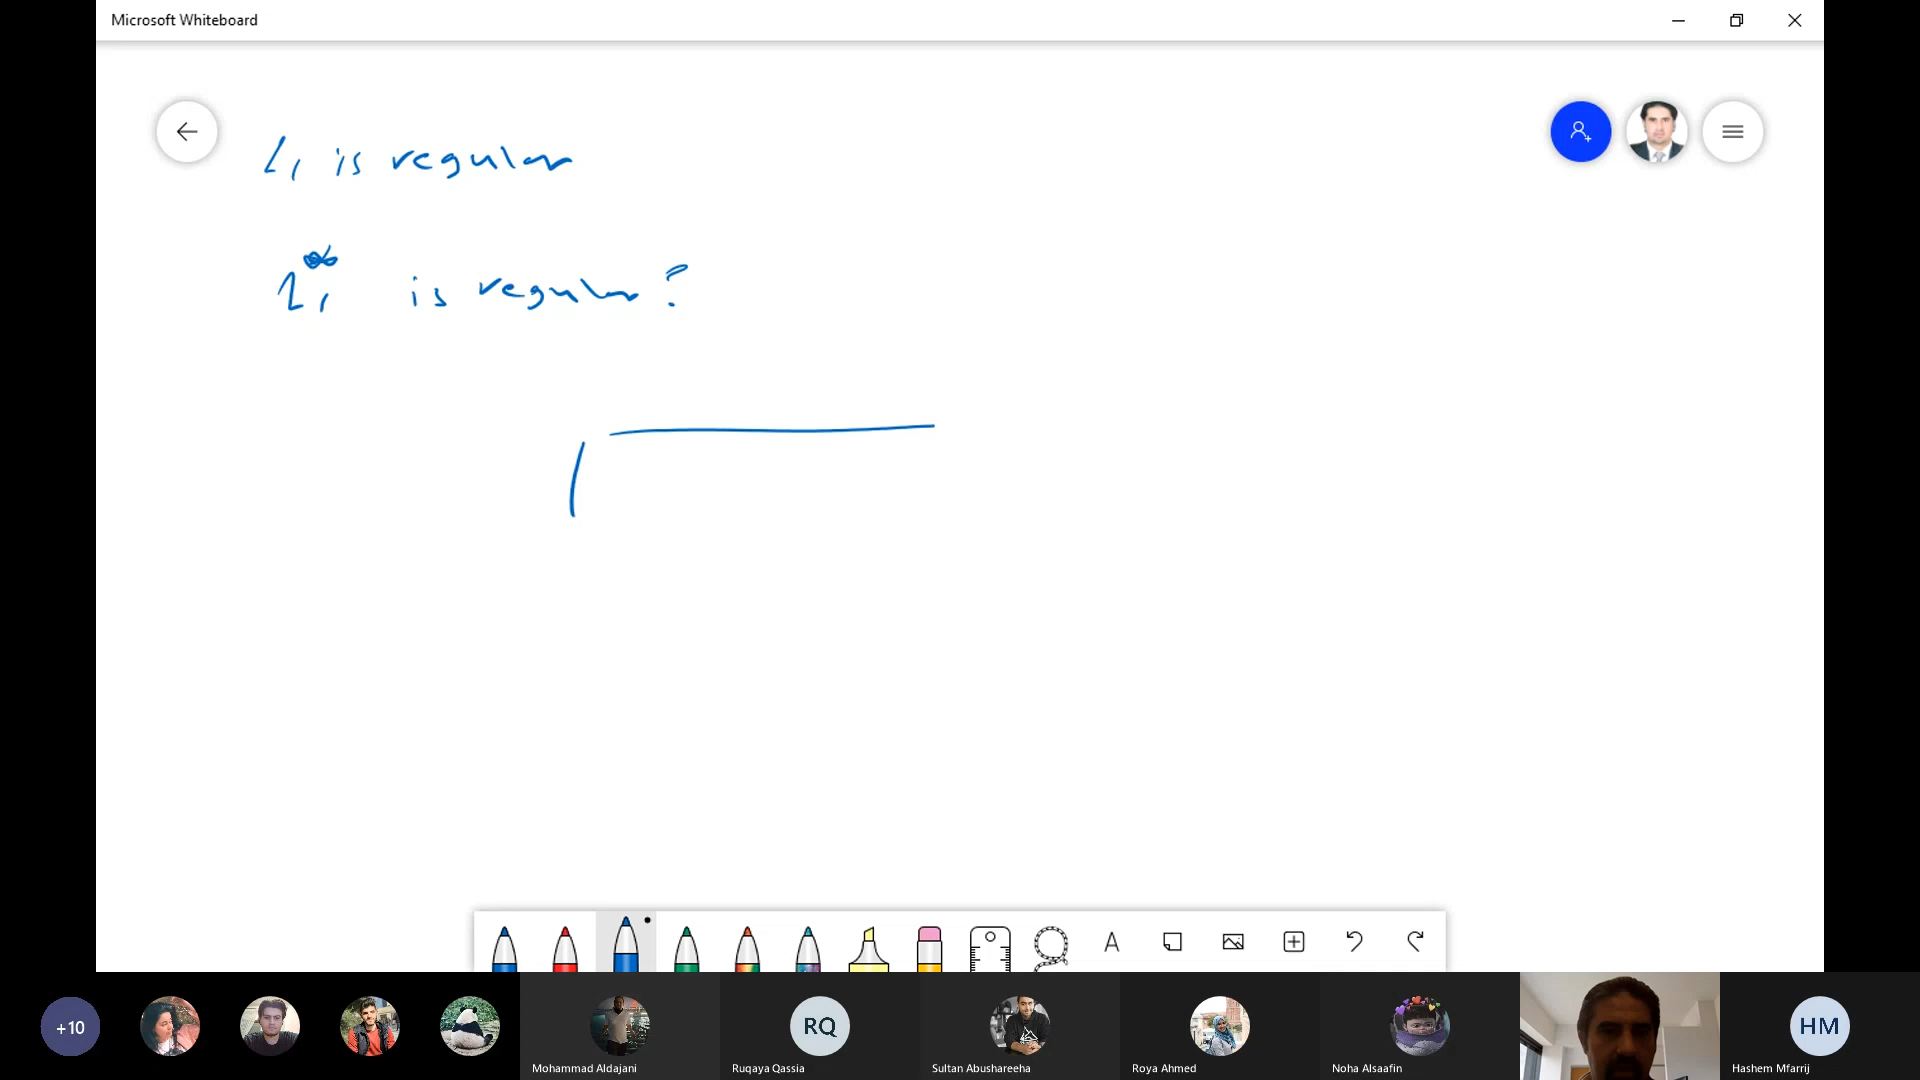 Microsoft Whiteboard
L₁ is regular
L₁* is regular?
A
+10
RQ
HM
Mohammad Aldajani
Ruqaya Qassia
Sultan Abushareeha
Roya Ahmed
Noha Alsaafin
Hashem Mfarrij